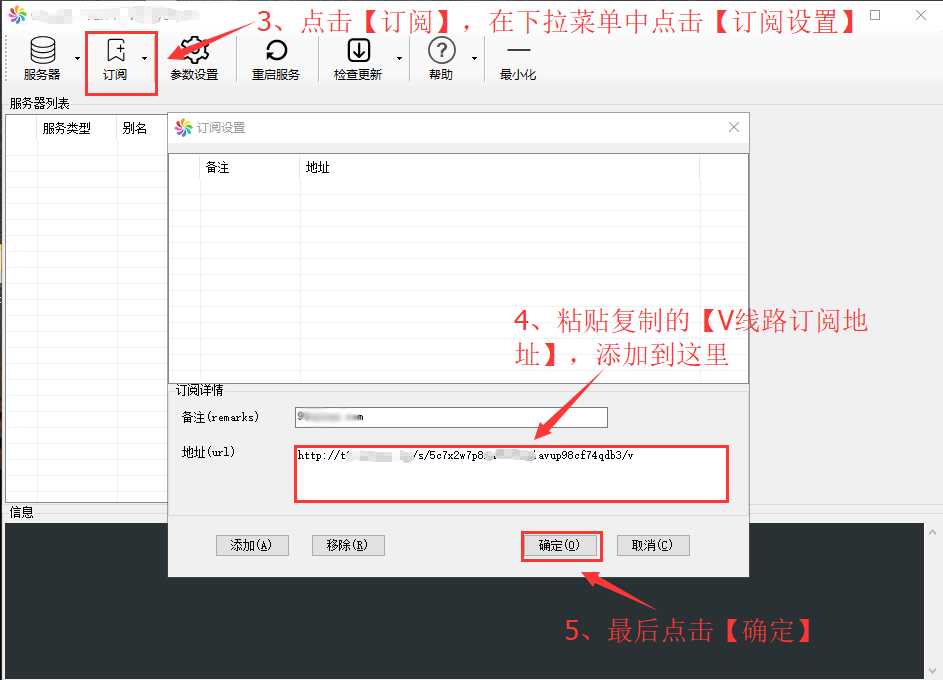 3、点击【订阅】，在下拉菜单中点击【订阅设置】
服务器 订阅 参数设置 重启服务 检查更新 帮助 最小化
服务器列表
服务类型 别名
订阅设置
备注 地址
4、粘贴复制的【V线路订阅地
址】，添加到这里
订阅详情
备注(remarks)
地址(url)
http://t /s/5c7x2w7p8 avup98cf74qdb3/v
添加(A) 移除(R) 确定(O) 取消(C)
信息
5、最后点击【确定】